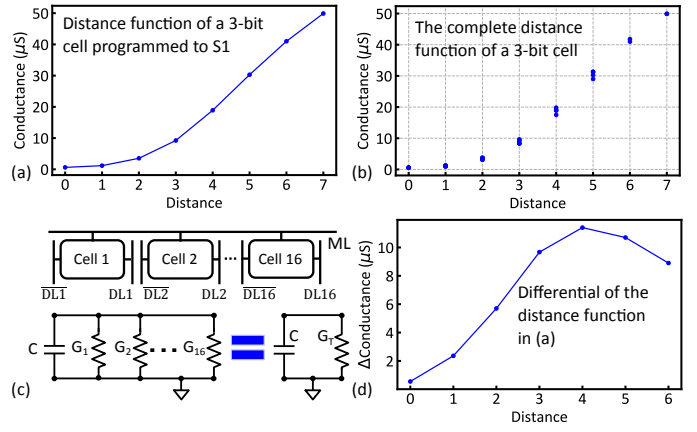 Distance function of a 3-bit
cell programmed to S1
Conductance (µS)
50
40
30
20
10
0
0 1 2 3 4 5 6 7
Distance
(a)
The complete distance
function of a 3-bit cell
Conductance (µS)
50
40
30
20
10
0
0 1 2 3 4 5 6 7
Distance
(b)
ML
Cell 1 Cell 2 ... Cell 16
DL1 DL1 DL2 DL2 DL16 DL16
C G1 G2 ... G16 C GT
(c)
Differential of the
distance function
in (a)
ΔConductance (µS)
10
8
6
4
2
0 1 2 3 4 5 6
Distance
(d)